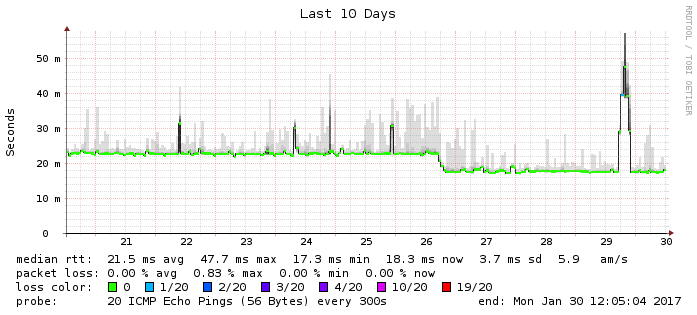 Last 10 Days
RRDTOOL / TOBI OETIKER
Seconds
50 m
40 m
30 m
20 m
10 m
0
21 22 23 24 25 26 27 28 29 30
median rtt: 21.5 ms avg 47.7 ms max 17.3 ms min 18.3 ms now 3.7 ms sd 5.9 am/s
packet loss: 0.00 % avg 0.83 % max 0.00 % min 0.00 % now
loss color: 0 1/20 2/20 3/20 4/20 10/20 19/20
probe: 20 ICMP Echo Pings (56 Bytes) every 300s end: Mon Jan 30 12:05:04 2017